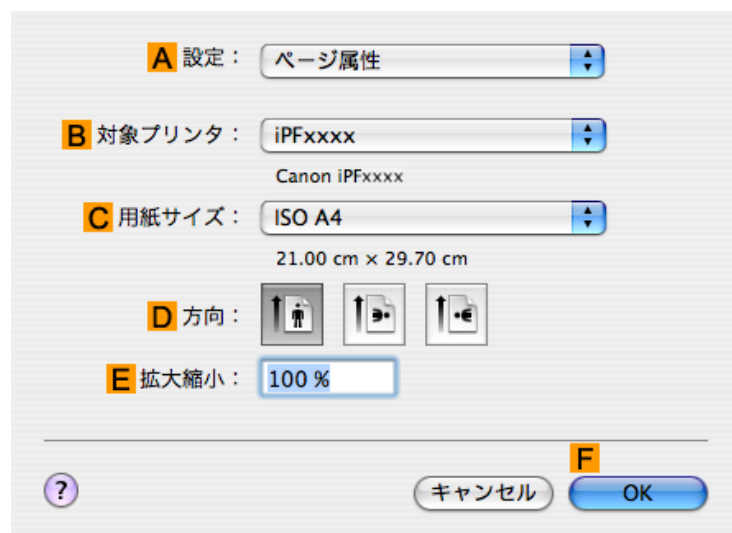 A 設定： ページ属性
B 対象プリンタ： iPFxxxx
Canon iPFxxxx
C 用紙サイズ： ISO A4
21.00 cm × 29.70 cm
D 方向：
E 拡大縮小： 100 %
F
? キャンセル OK